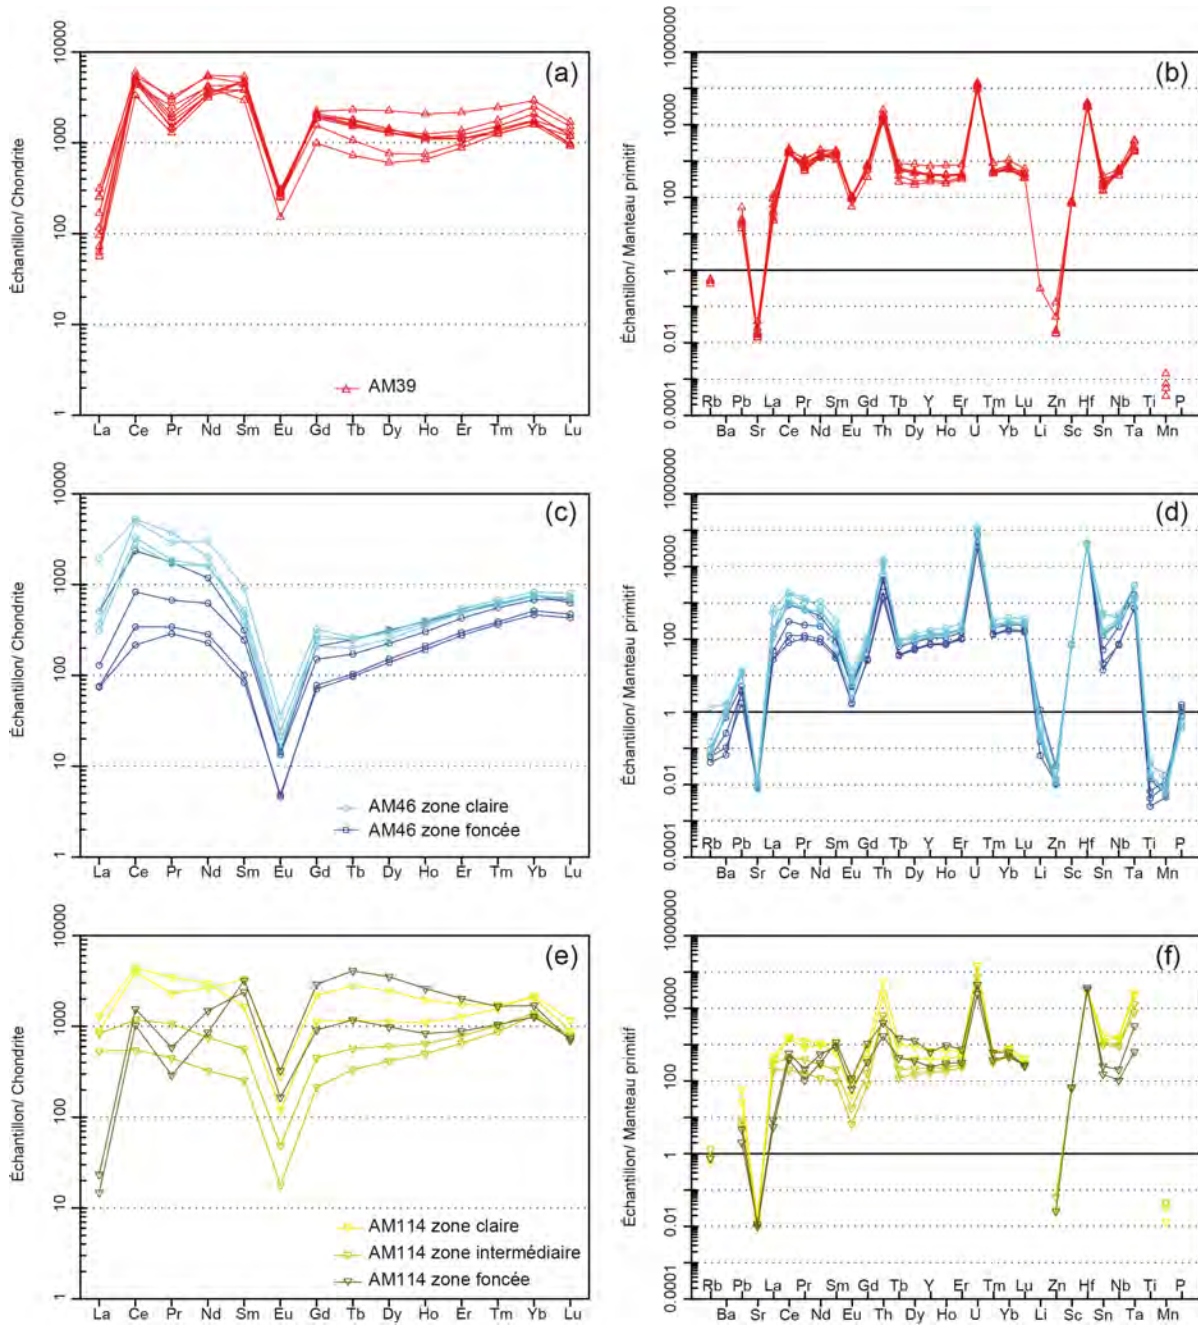 (a)
Échantillon/ Chondrite
10000
1000
100
10
1
AM39
La Ce Pr Nd Sm Eu Gd Tb Dy Ho Er Tm Yb Lu
(b)
Échantillon/ Manteau primitif
1000000
10000
100
1
0.01
0.0001
Rb Pb La Pr Sm Gd Tb Y Er Tm Lu Zn Hf Nb Ti P
Ba Sr Ce Nd Eu Th Dy Ho U Yb Li Sc Sn Ta Mn
(c)
Échantillon/ Chondrite
10000
1000
100
10
1
AM46 zone claire
AM46 zone foncée
La Ce Pr Nd Sm Eu Gd Tb Dy Ho Er Tm Yb Lu
(d)
Échantillon/ Manteau primitif
1000000
10000
100
1
0.01
0.0001
Rb Pb La Pr Sm Gd Tb Y Er Tm Lu Zn Hf Nb Ti P
Ba Sr Ce Nd Eu Th Dy Ho U Yb Li Sc Sn Ta Mn
(e)
Échantillon/ Chondrite
10000
1000
100
10
1
AM114 zone claire
AM114 zone intermédiaire
AM114 zone foncée
La Ce Pr Nd Sm Eu Gd Tb Dy Ho Er Tm Yb Lu
(f)
Échantillon/ Manteau primitif
1000000
10000
100
1
0.01
0.0001
Rb Pb La Pr Sm Gd Tb Y Er Tm Lu Zn Hf Nb Ti P
Ba Sr Ce Nd Eu Th Dy Ho U Yb Li Sc Sn Ta Mn